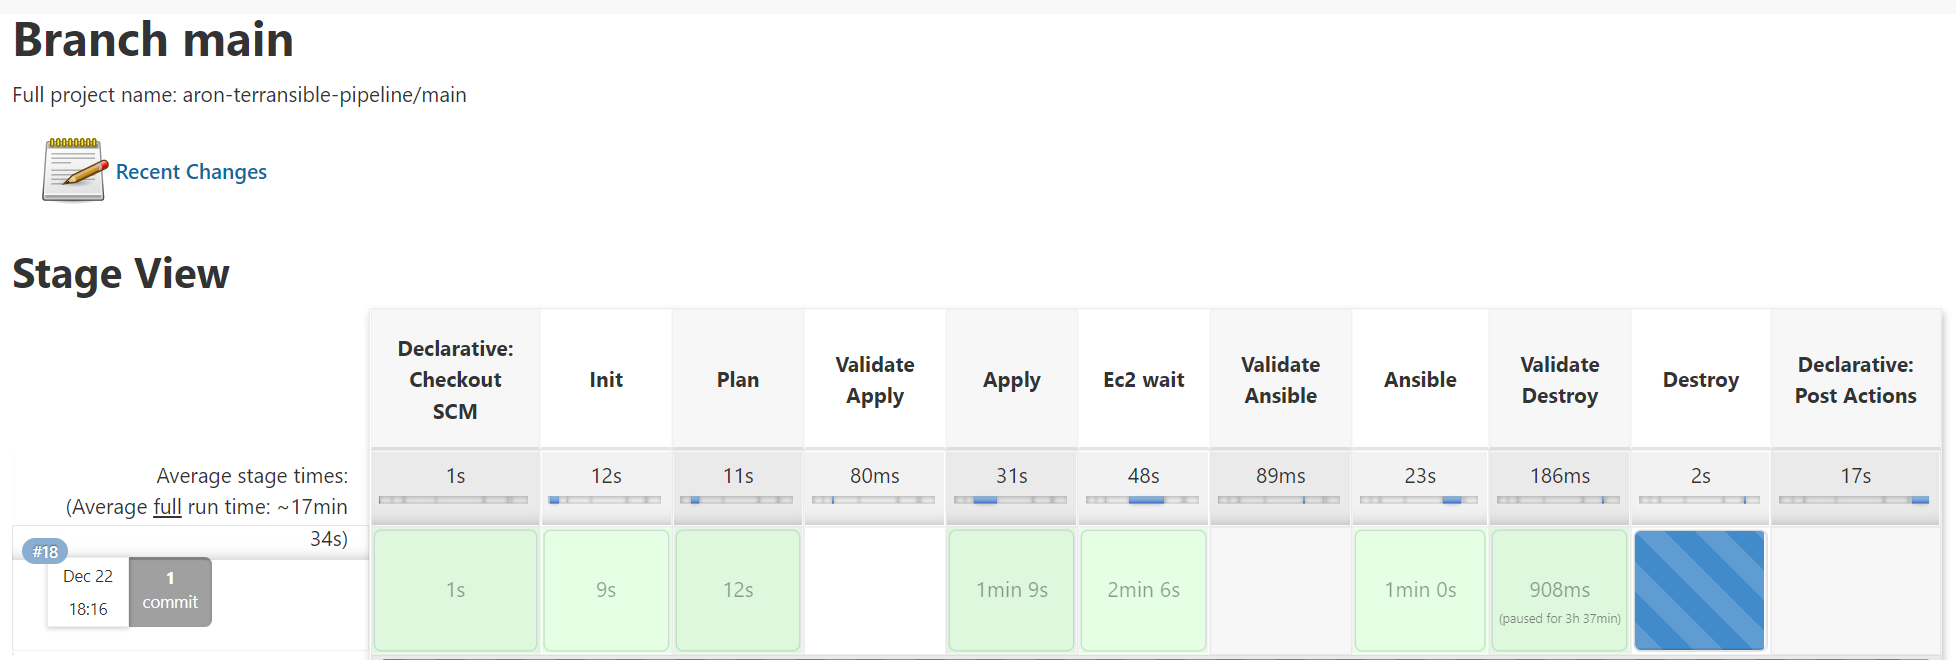 Branch main
Full project name: aron-terransible-pipeline/main
Recent Changes
Stage View
Declarative:
Checkout
SCM
Init
Plan
Validate
Apply
Apply
Ec2 wait
Validate
Ansible
Ansible
Validate
Destroy
Destroy
Declarative:
Post Actions
Average stage times:
(Average full run time: ~17min
34s)
1s
12s
11s
80ms
31s
48s
89ms
23s
186ms
2s
17s
#18
Dec 22
18:16
1
commit
1s
9s
12s
1min 9s
2min 6s
1min 0s
908ms
(paused for 3h 37min)